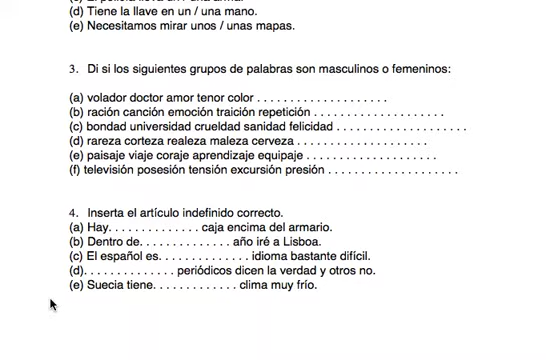 (d) Tiene la llave en un / una mano.
(e) Necesitamos mirar unos / unas mapas.
3. Di si los siguientes grupos de palabras son masculinos o femeninos:
(a) volador doctor amor tenor color . . . . . . . . . . . . . . . . . . . .
(b) ración canción emoción traición repetición . . . . . . . . . . . . . . . . . . . .
(c) bondad universidad crueldad sanidad felicidad . . . . . . . . . . . . . . . . . . . .
(d) rareza corteza realeza maleza cerveza . . . . . . . . . . . . . . . . . . . .
(e) paisaje viaje coraje aprendizaje equipaje . . . . . . . . . . . . . . . . . . . .
(f) televisión posesión tensión excursión presión . . . . . . . . . . . . . . . . . . . .
4. Inserta el artículo indefinido correcto.
(a) Hay. . . . . . . . . . . . . . caja encima del armario.
(b) Dentro de. . . . . . . . . . . . . . año iré a Lisboa.
(c) El español es. . . . . . . . . . . . . . idioma bastante difícil.
(d). . . . . . . . . . . . . . periódicos dicen la verdad y otros no.
(e) Suecia tiene. . . . . . . . . . . . . clima muy frío.